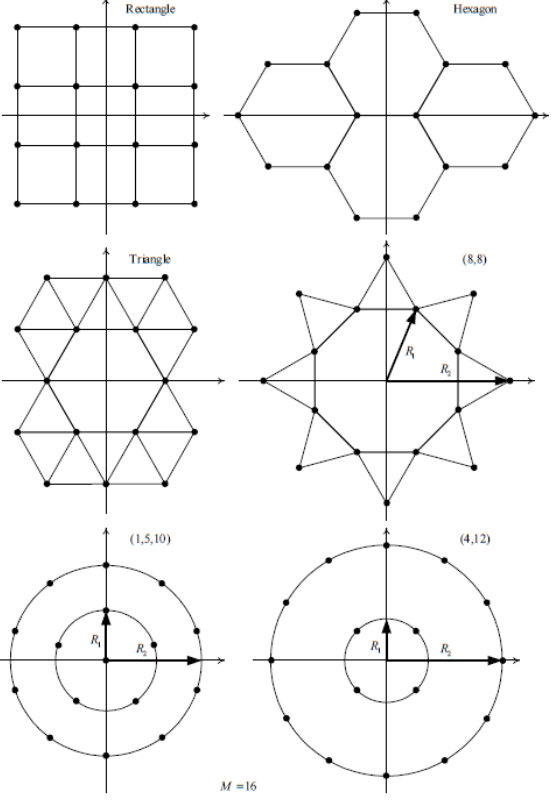 Rectangle
Hexagon
Triangle
(8,8)
R₁
R₂
(1,5,10)
(4,12)
R₁
R₂
R₁
R₂
M =16